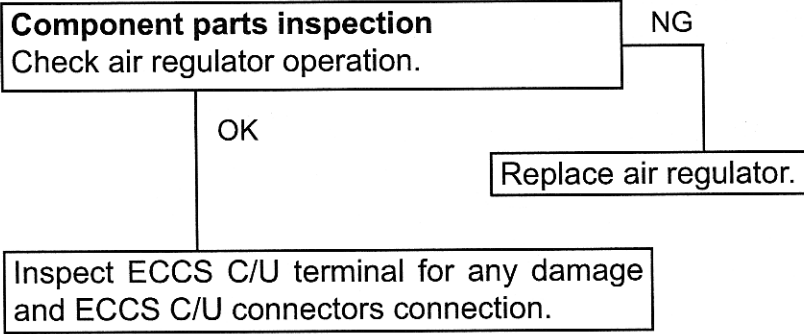 Component parts inspection
Check air regulator operation.
NG
OK
Replace air regulator.
Inspect ECCS C/U terminal for any damage
and ECCS C/U connectors connection.